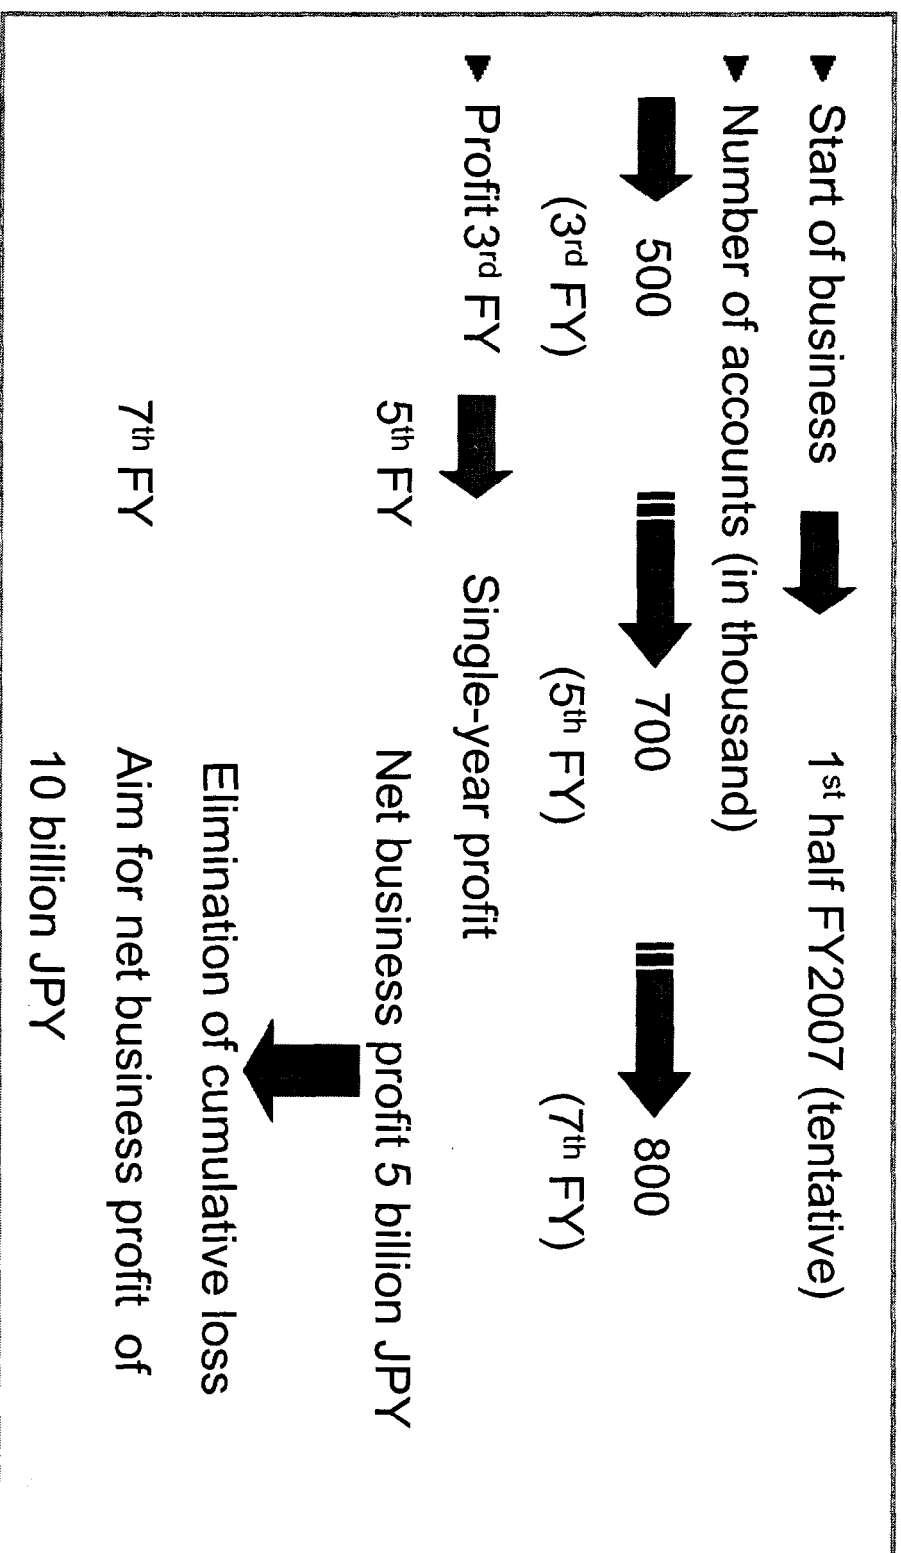 Start of business 1st half FY2007 (tentative)
Number of accounts (in thousand)
500 700 800
(3rd FY) (5th FY) (7th FY)
Profit 3rd FY Single-year profit
5th FY Net business profit 5 billion JPY
Elimination of cumulative loss
7th FY Aim for net business profit of
10 billion JPY